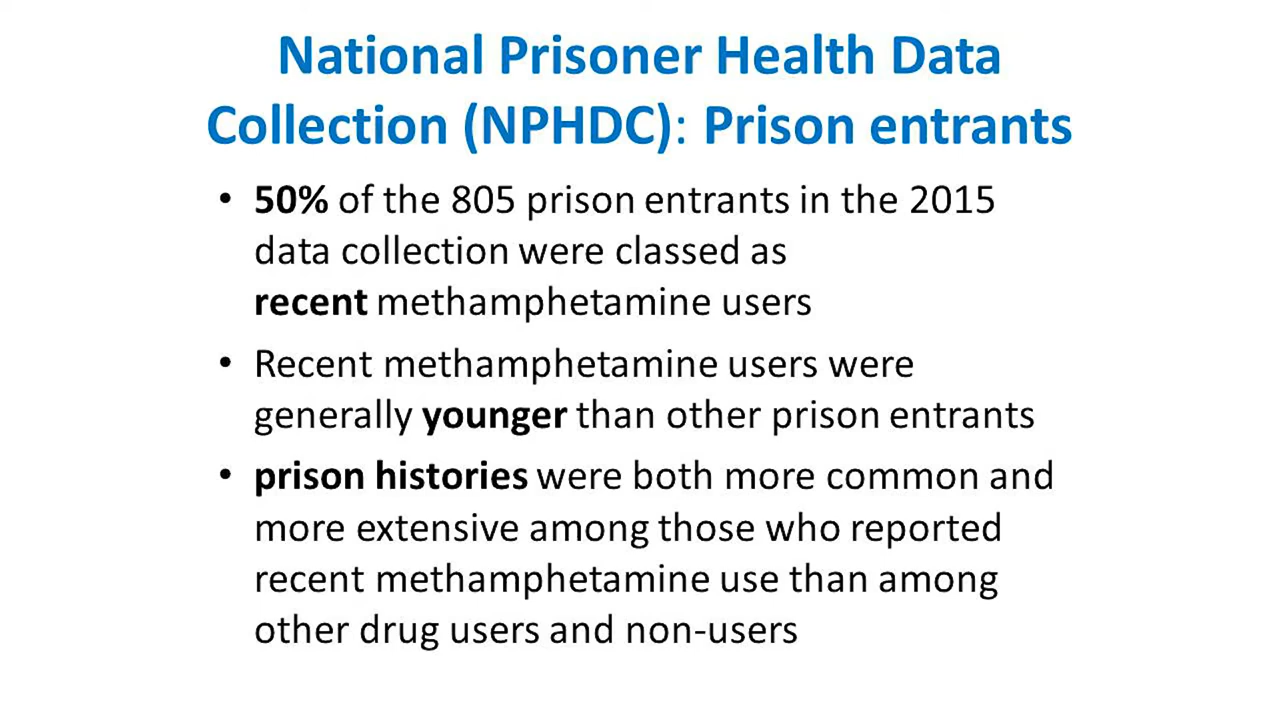 National Prisoner Health Data
Collection (NPHDC): Prison entrants
• 50% of the 805 prison entrants in the 2015
data collection were classed as
recent methamphetamine users
• Recent methamphetamine users were
generally younger than other prison entrants
• prison histories were both more common and
more extensive among those who reported
recent methamphetamine use than among
other drug users and non-users